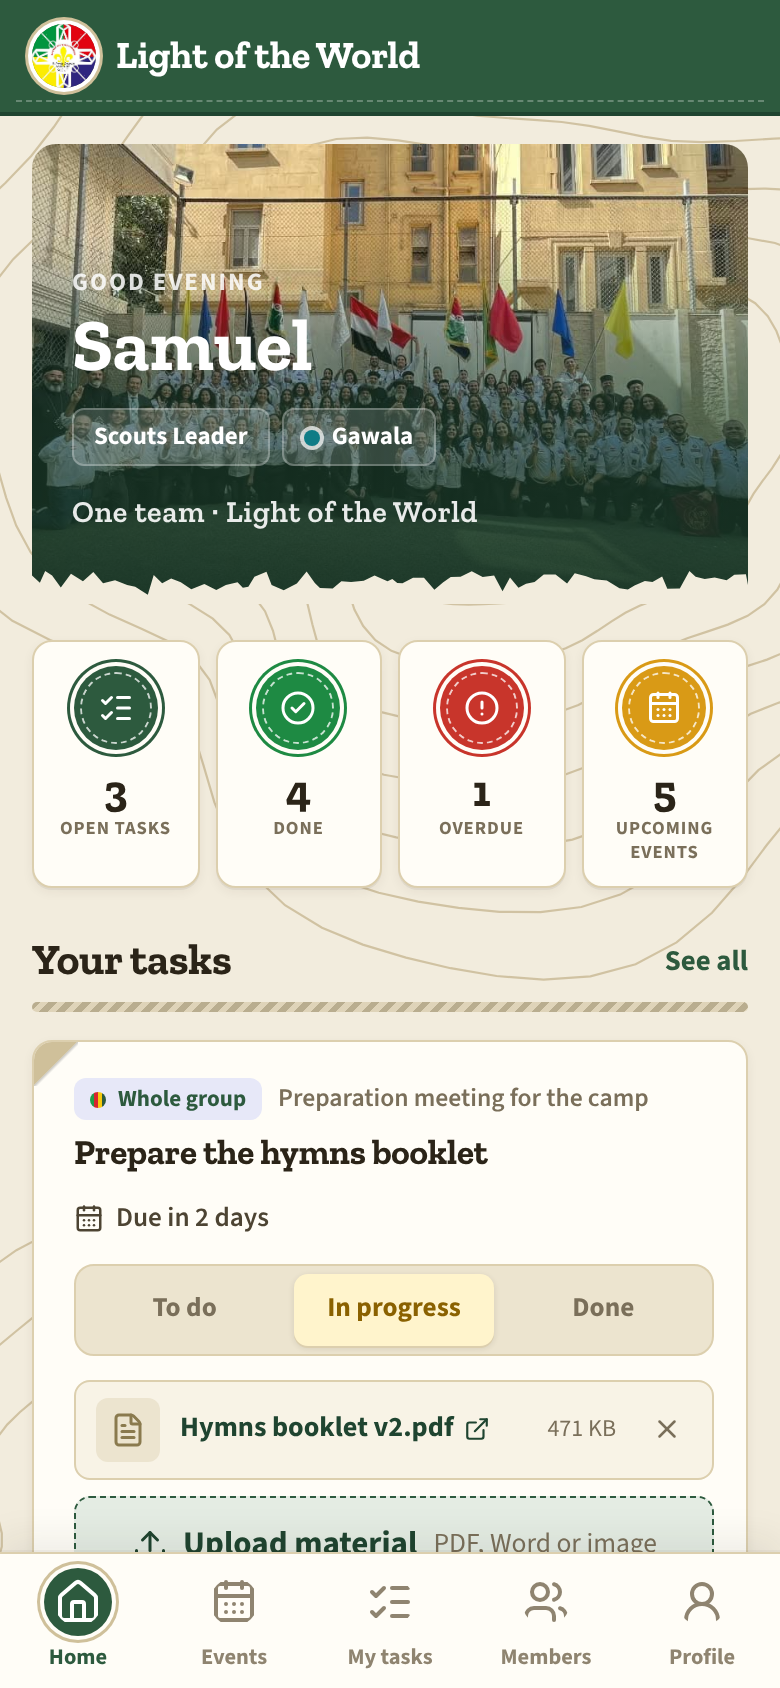 Light of the World
GOOD EVENING
Samuel
Scouts Leader
Gawala
One team · Light of the World
3
OPEN TASKS
4
DONE
1
OVERDUE
5
UPCOMING
EVENTS
Your tasks
See all
Whole group
Preparation meeting for the camp
Prepare the hymns booklet
Due in 2 days
To do
In progress
Done
Hymns booklet v2.pdf
471 KB
Upload material
PDF, Word or image
Home
Events
My tasks
Members
Profile